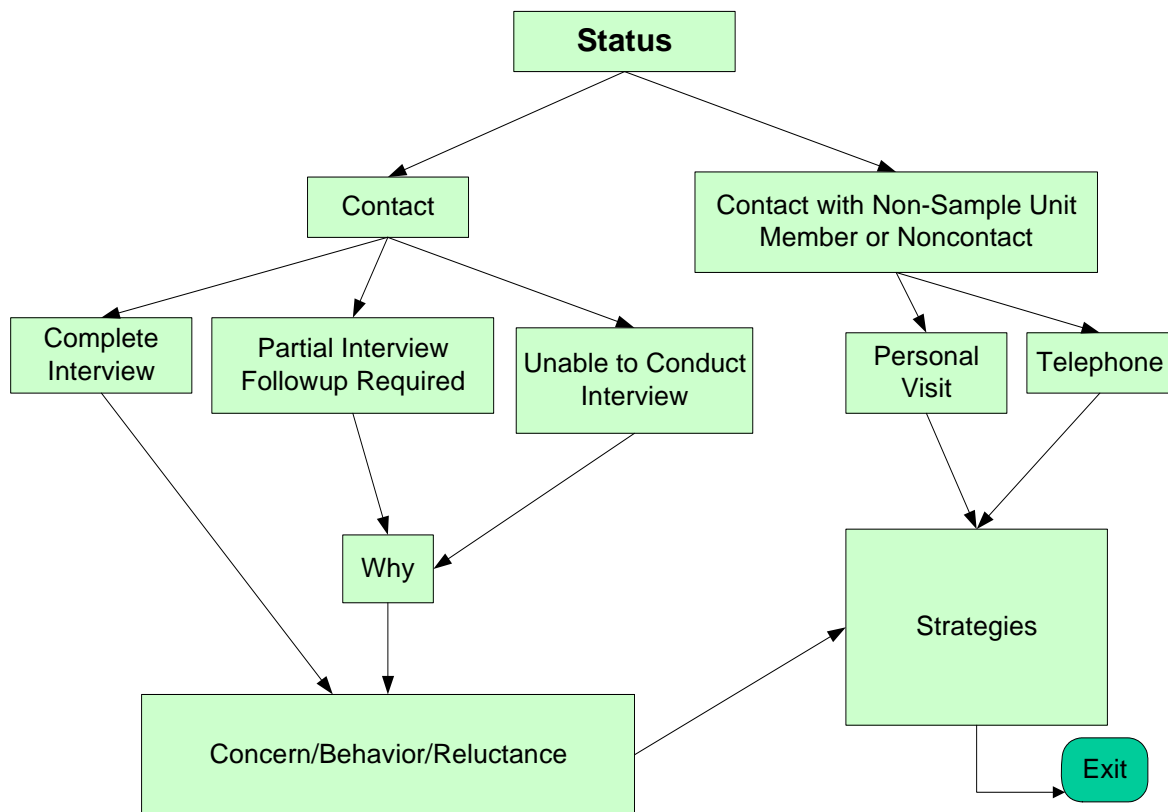 Status
Contact
Contact with Non-Sample Unit
Member or Noncontact
Complete
Interview
Partial Interview
Followup Required
Unable to Conduct
Interview
Personal
Visit
Telephone
Why
Strategies
Concern/Behavior/Reluctance
Exit